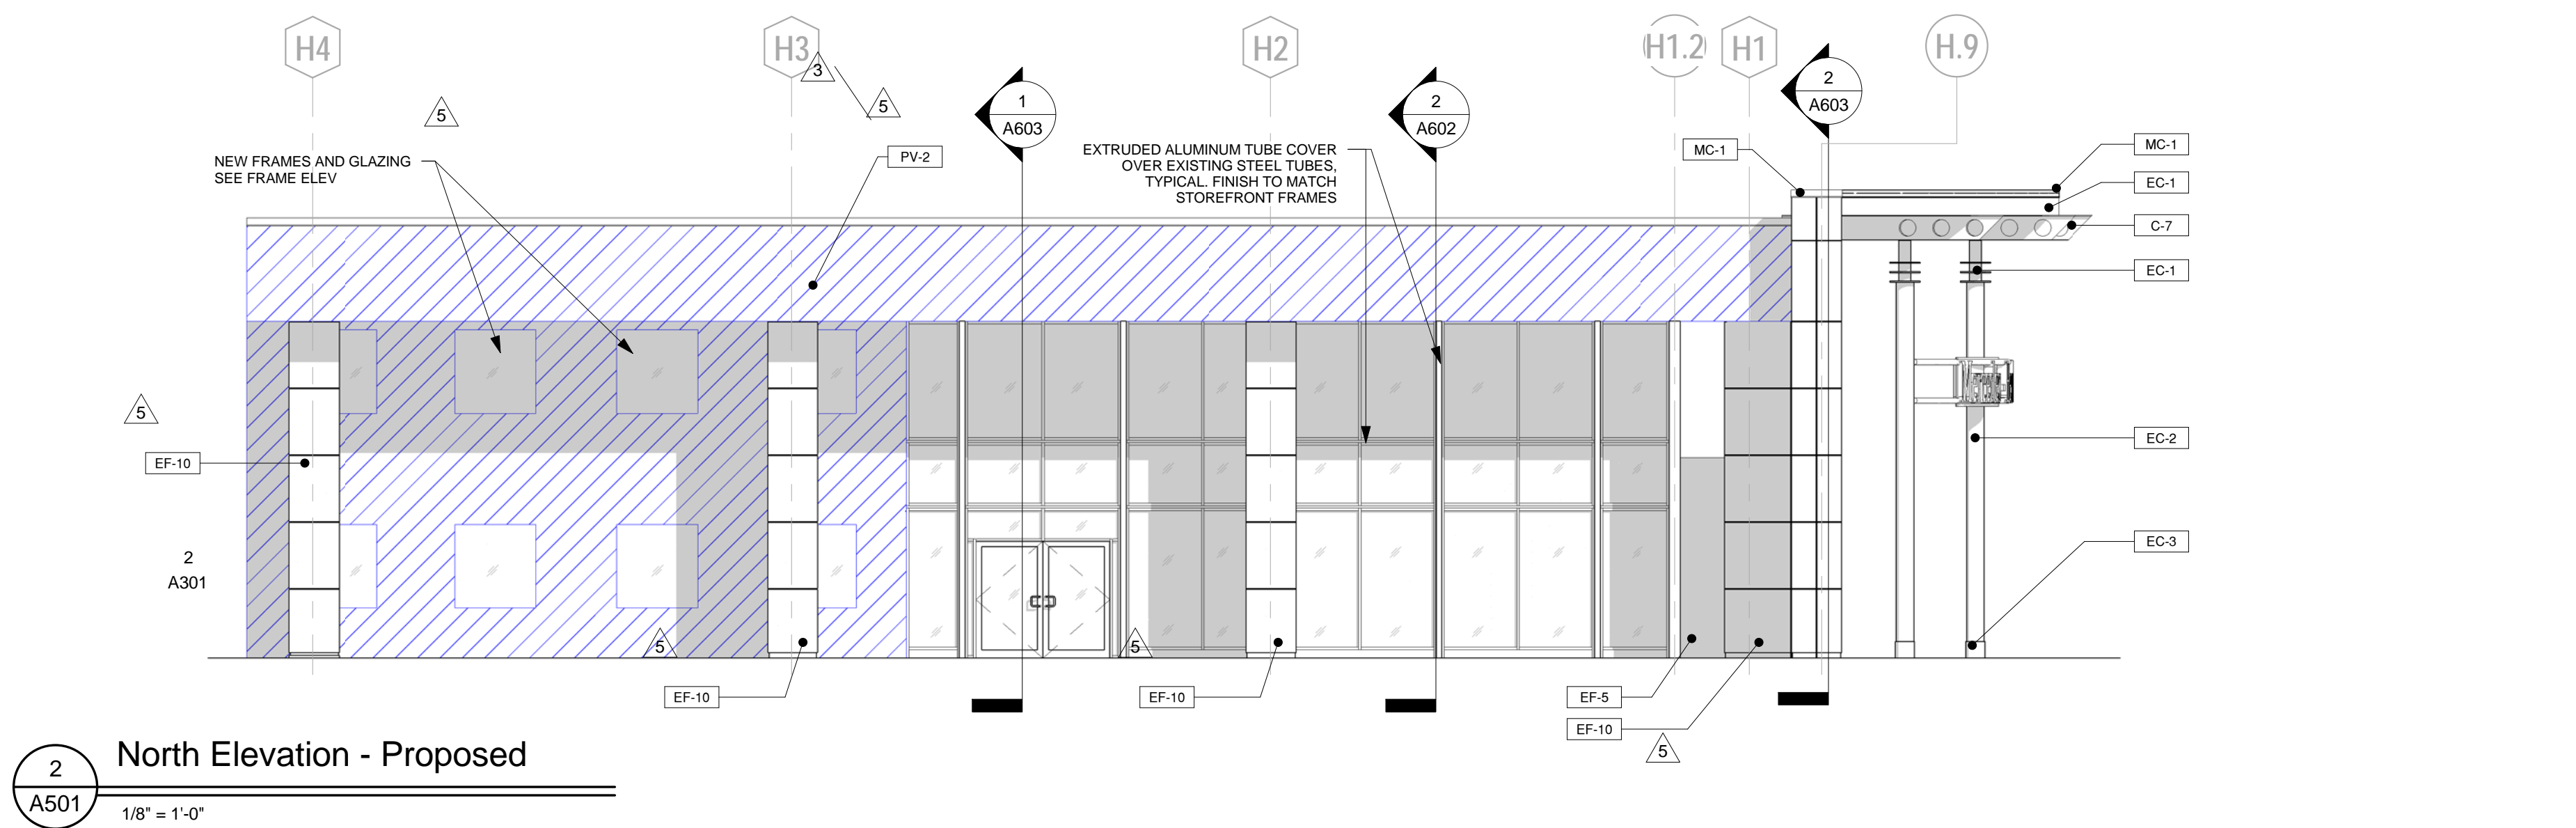 H4
H3
H2
H1.2
H1
H.9
3
5
5
1
A603
2
A602
2
A603
NEW FRAMES AND GLAZING
SEE FRAME ELEV
PV-2
EXTRUDED ALUMINUM TUBE COVER
OVER EXISTING STEEL TUBES,
TYPICAL. FINISH TO MATCH
STOREFRONT FRAMES
MC-1
MC-1
EC-1
C-7
EC-1
5
EF-10
EC-2
2
A301
EC-3
5
5
EF-10
EF-10
EF-5
EF-10
5
2
A501
North Elevation - Proposed
1/8" = 1'-0"